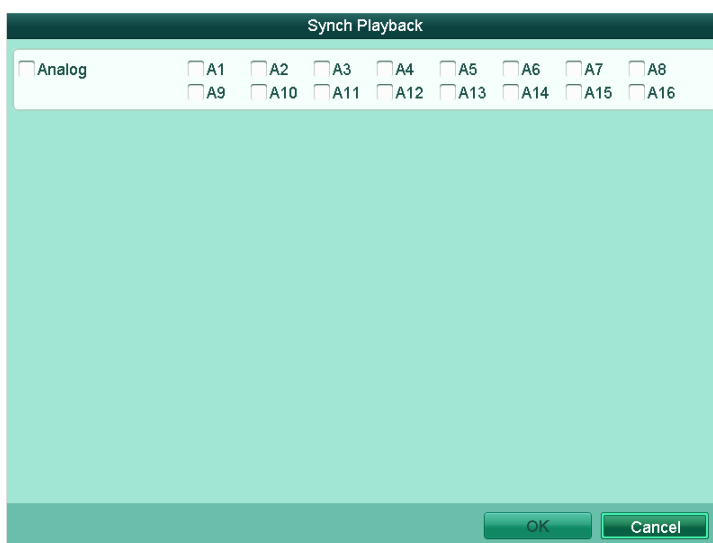 Synch Playback
Analog A1 A2 A3 A4 A5 A6 A7 A8
A9 A10 A11 A12 A13 A14 A15 A16
OK Cancel